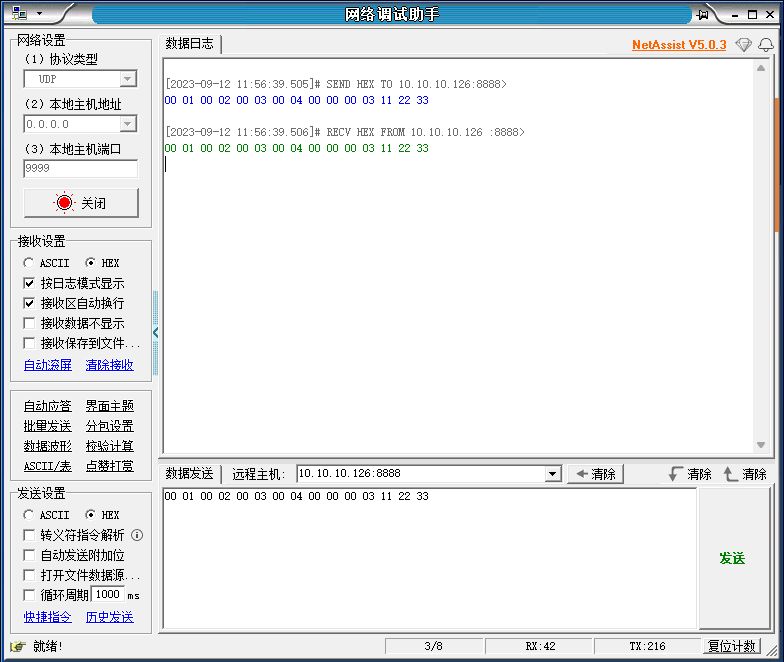 网络调试助手
网络设置
(1) 协议类型
UDP
(2) 本地主机地址
0.0.0.0
(3) 本地主机端口
9999
关闭
接收设置
ASCII HEX
按日志模式显示
接收区自动换行
接收数据不显示
接收保存到文件...
自动滚屏 清除接收
自动应答 界面主题
批量发送 分包设置
数据波形 校验计算
ASCII/表 点赞打赏
发送设置
ASCII HEX
转义符指令解析
自动发送附加位
打开文件数据源...
循环周期 1000 ms
快捷指令 历史发送
数据日志
NetAssist V5.0.3
[2023-09-12 11:56:39.505]# SEND HEX TO 10.10.10.126:8888>
00 01 00 02 00 03 00 04 00 00 00 03 11 22 33
[2023-09-12 11:56:39.506]# RECV HEX FROM 10.10.10.126 :8888>
00 01 00 02 00 03 00 04 00 00 00 03 11 22 33
数据发送 远程主机: 10.10.10.126:8888 清除 清除 清除
00 01 00 02 00 03 00 04 00 00 00 03 11 22 33
发送
就绪! 3/8 RX:42 TX:216 复位计数